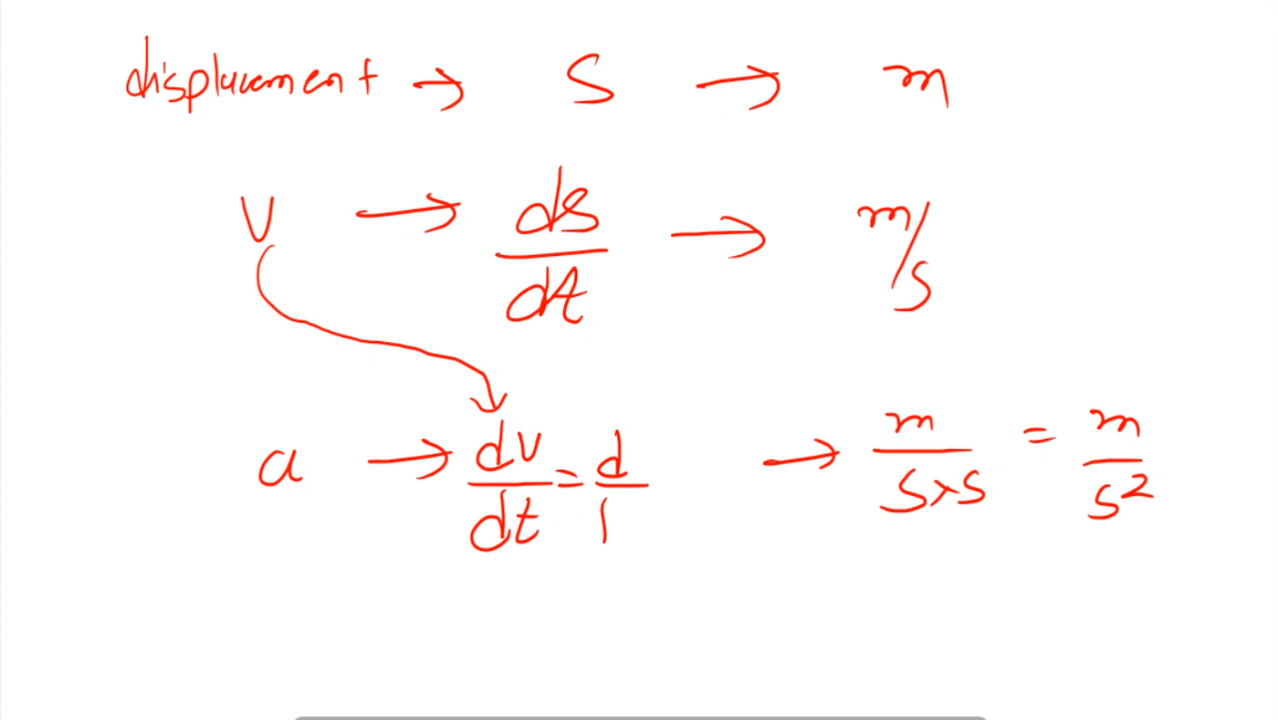 displacement → S → m
v → ds/dt → m/s
a → dv/dt = d/ → m/(s×s) = m/s²